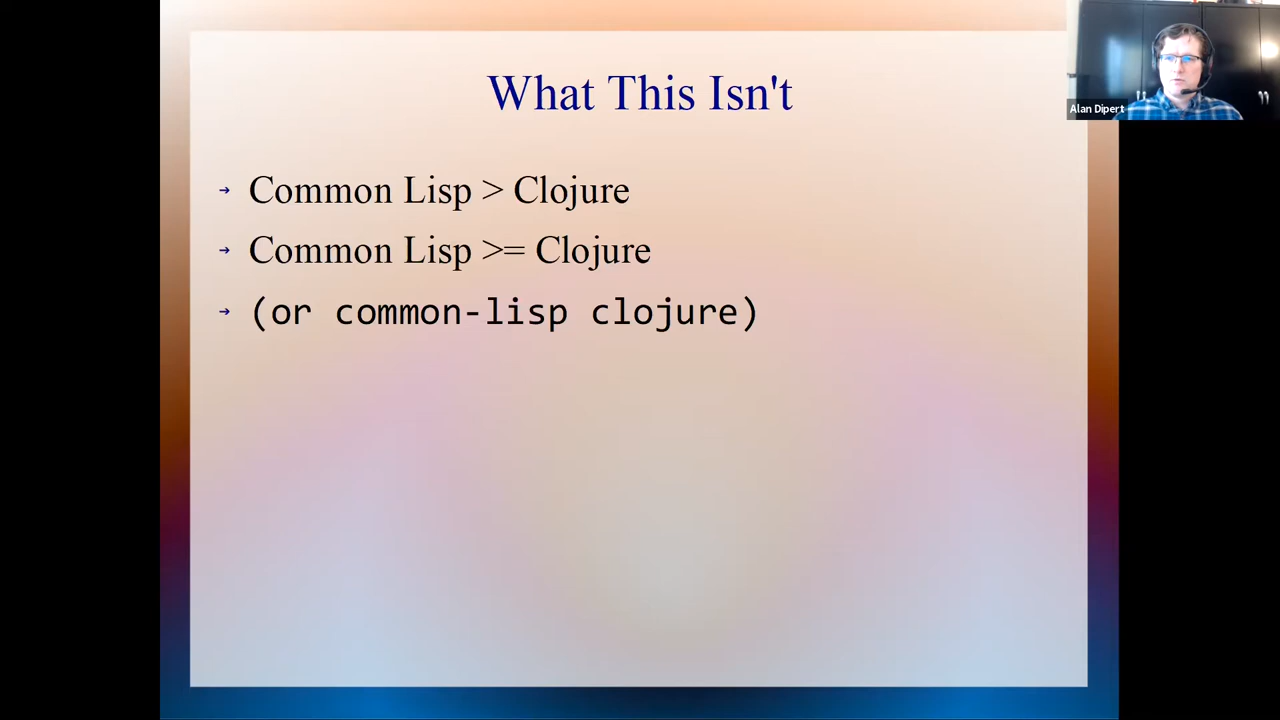 What This Isn't
Alan Dipert
→ Common Lisp > Clojure
→ Common Lisp >= Clojure
→ (or common-lisp clojure)